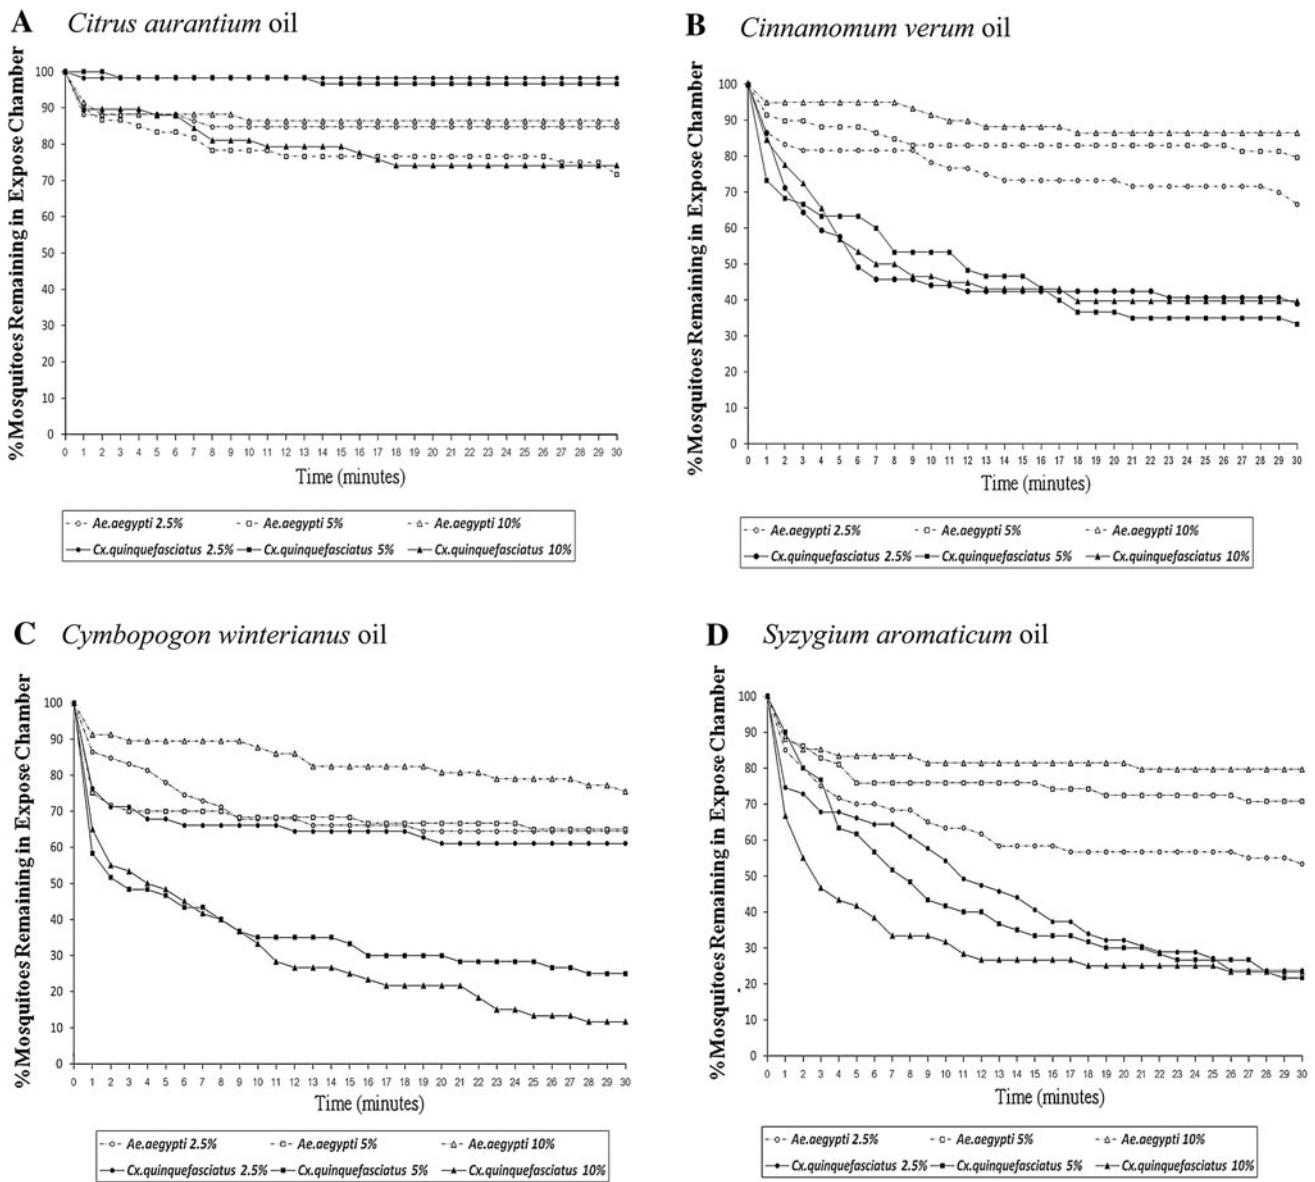 A Citrus aurantium oil
%Mosquitoes Remaining in Expose Chamber
100
90
80
70
60
50
40
30
20
10
0
0 1 2 3 4 5 6 7 8 9 10 11 12 13 14 15 16 17 18 19 20 21 22 23 24 25 26 27 28 29 30
Time (minutes)
Ae.aegypti 2.5% Ae.aegypti 5% Ae.aegypti 10%
Cx.quinquefasciatus 2.5% Cx.quinquefasciatus 5% Cx.quinquefasciatus 10%
B Cinnamomum verum oil
%Mosquitoes Remaining in Expose Chamber
100
90
80
70
60
50
40
30
20
10
0
0 1 2 3 4 5 6 7 8 9 10 11 12 13 14 15 16 17 18 19 20 21 22 23 24 25 26 27 28 29 30
Time (minutes)
Ae.aegypti 2.5% Ae.aegypti 5% Ae.aegypti 10%
Cx.quinquefasciatus 2.5% Cx.quinquefasciatus 5% Cx.quinquefasciatus 10%
C Cymbopogon winterianus oil
%Mosquitoes Remaining in Expose Chamber
100
90
80
70
60
50
40
30
20
10
0
0 1 2 3 4 5 6 7 8 9 10 11 12 13 14 15 16 17 18 19 20 21 22 23 24 25 26 27 28 29 30
Time (minutes)
Ae.aegypti 2.5% Ae.aegypti 5% Ae.aegypti 10%
Cx.quinquefasciatus 2.5% Cx.quinquefasciatus 5% Cx.quinquefasciatus 10%
D Syzygium aromaticum oil
%Mosquitoes Remaining in Expose Chamber
100
90
80
70
60
50
40
30
20
10
0
0 1 2 3 4 5 6 7 8 9 10 11 12 13 14 15 16 17 18 19 20 21 22 23 24 25 26 27 28 29 30
Time (minutes)
Ae.aegypti 2.5% Ae.aegypti 5% Ae.aegypti 10%
Cx.quinquefasciatus 2.5% Cx.quinquefasciatus 5% Cx.quinquefasciatus 10%